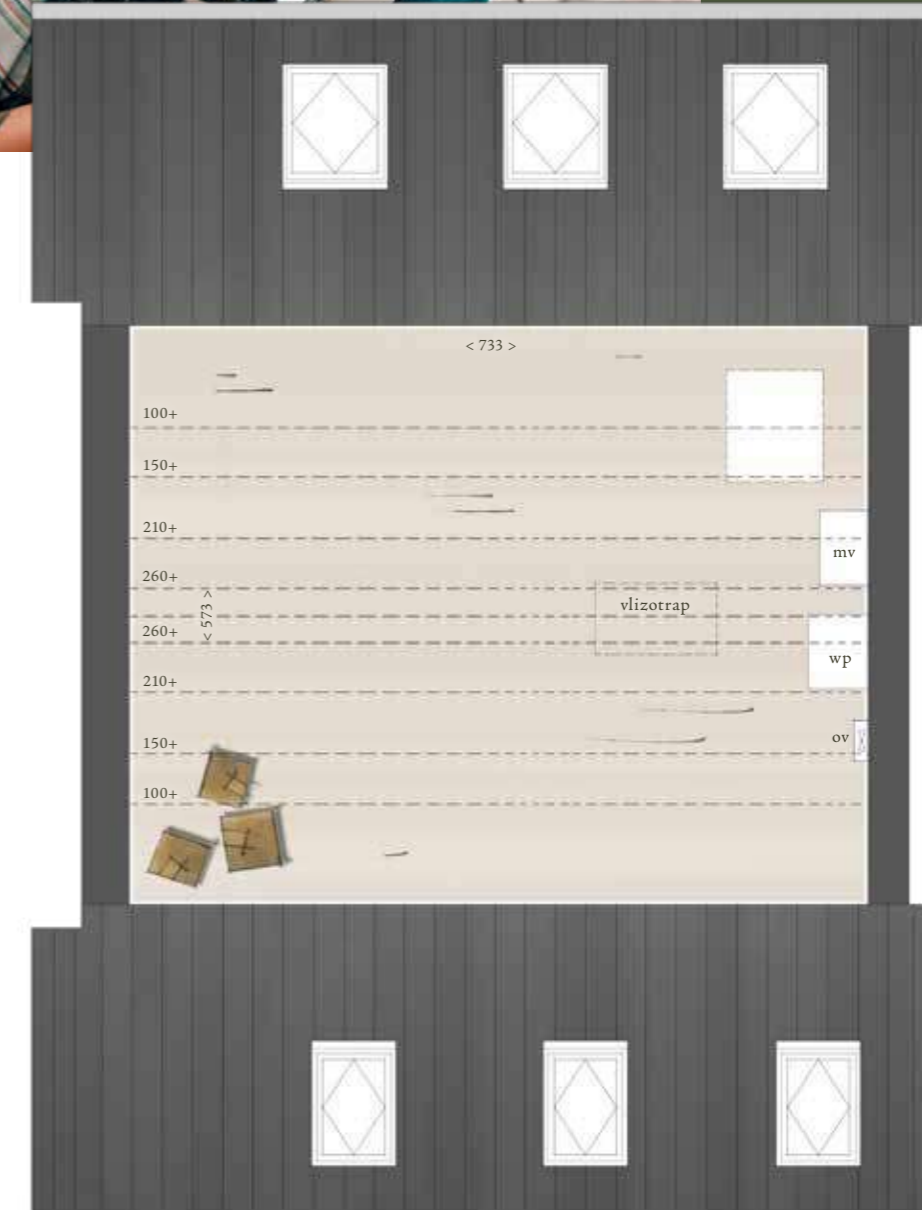 < 733 >
100+
150+
210+
mv
260+
vlizotrap
< 573 >
260+
wp
210+
ov
150+
100+